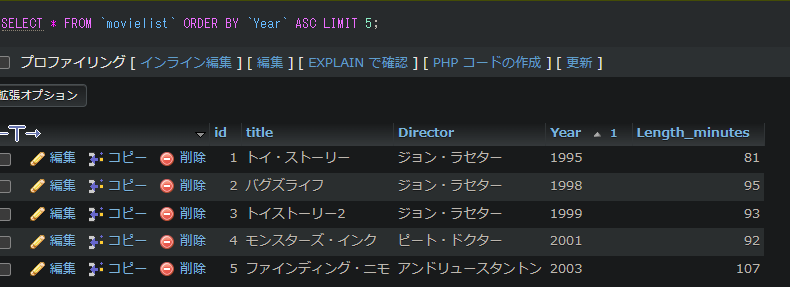 SELECT * FROM `movielist` ORDER BY `Year` ASC LIMIT 5;
プロファイリング [ インライン編集 ] [ 編集 ] [ EXPLAIN で確認 ] [ PHP コードの作成 ] [ 更新 ]
拡張オプション
id title Director Year 1 Length_minutes
編集 コピー 削除 1 トイ・ストーリー ジョン・ラセター 1995 81
編集 コピー 削除 2 バグズライフ ジョン・ラセター 1998 95
編集 コピー 削除 3 トイストーリー2 ジョン・ラセター 1999 93
編集 コピー 削除 4 モンスターズ・インク ピート・ドクター 2001 92
編集 コピー 削除 5 ファインディング・ニモ アンドリュースタントン 2003 107